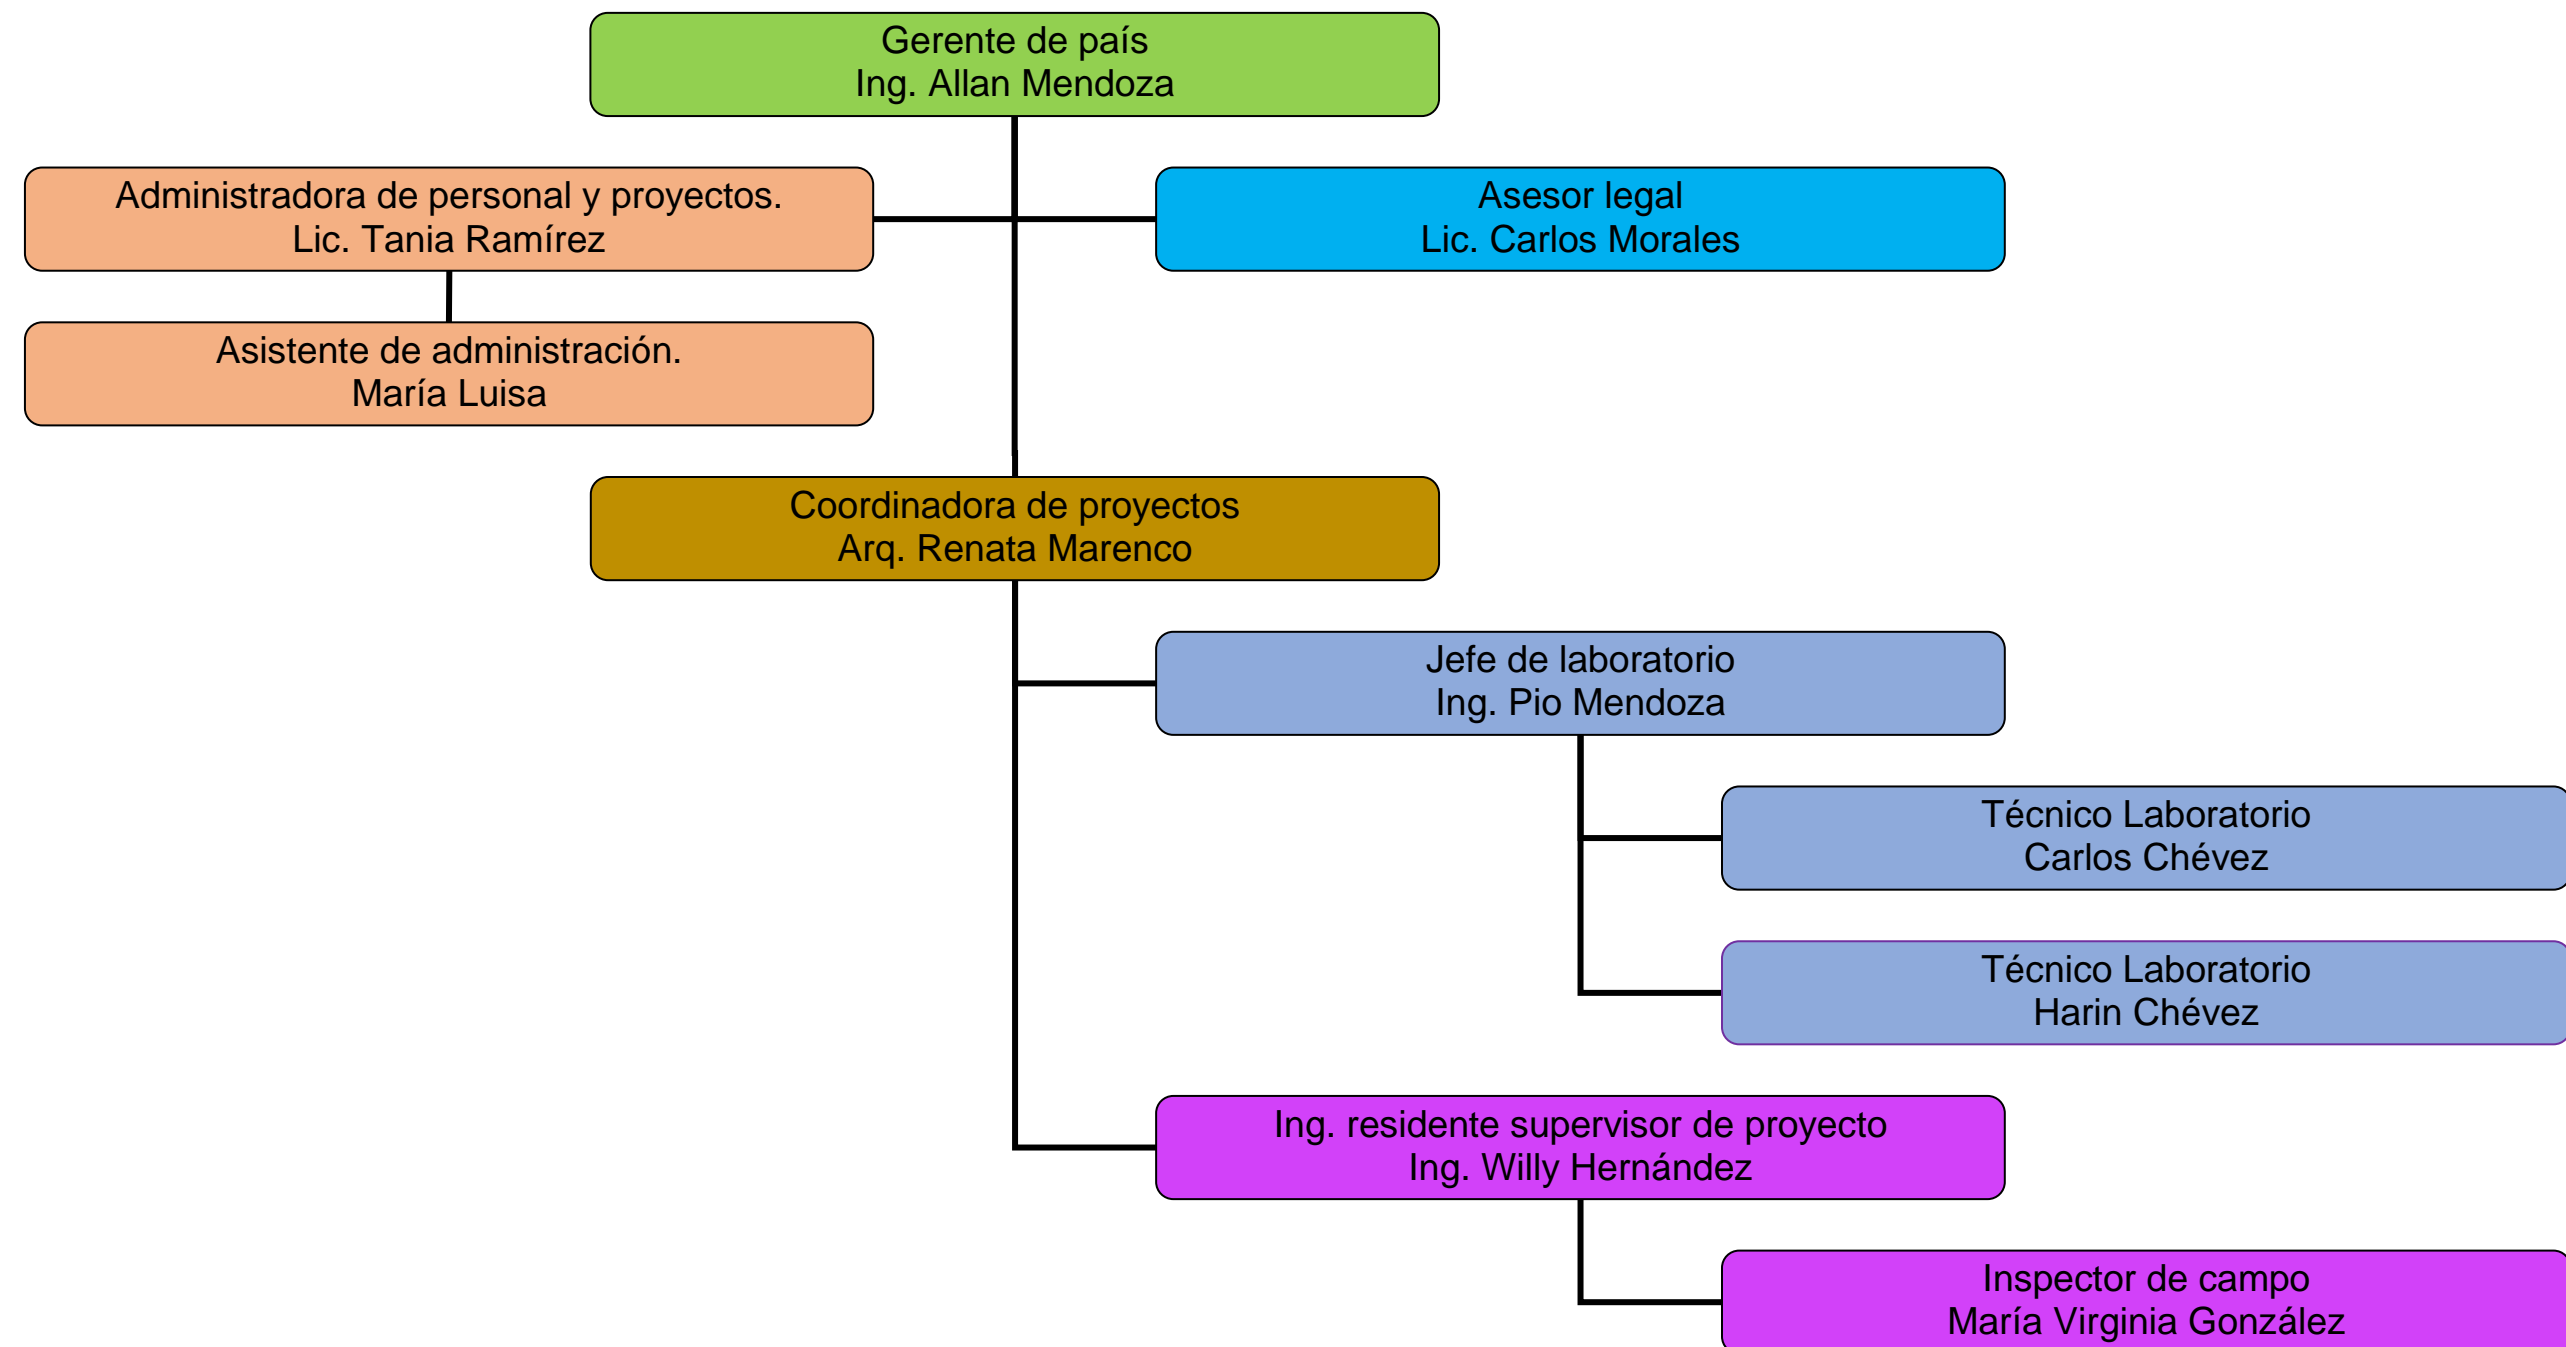 Gerente de país
Ing. Allan Mendoza
Administradora de personal y proyectos.
Lic. Tania Ramírez
Asesor legal
Lic. Carlos Morales
Asistente de administración.
María Luisa
Coordinadora de proyectos
Arq. Renata Marenco
Jefe de laboratorio
Ing. Pio Mendoza
Técnico Laboratorio
Carlos Chévez
Técnico Laboratorio
Harin Chévez
Ing. residente supervisor de proyecto
Ing. Willy Hernández
Inspector de campo
María Virginia González